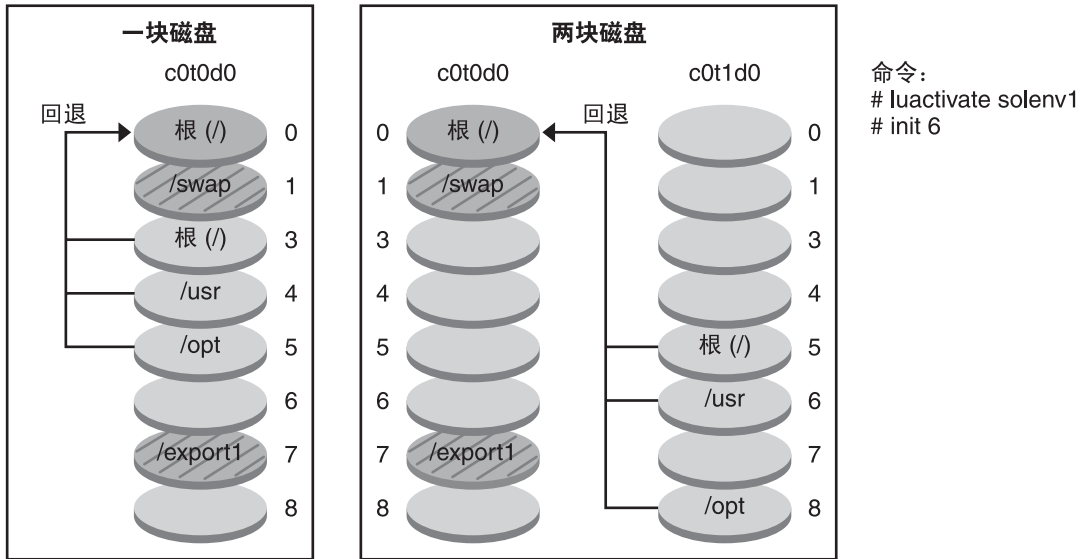 一块磁盘
c0t0d0
回退
根 (/) 0
/swap 1
根 (/) 3
/usr 4
/opt 5
6
/export1 7
8
两块磁盘
c0t0d0
c0t1d0
回退
0 根 (/)
1 /swap
3
4
5
6
7 /export1
8
0
1
3
4
根 (/) 5
/usr 6
7
/opt 8
命令：
# luactivate solenv1
# init 6